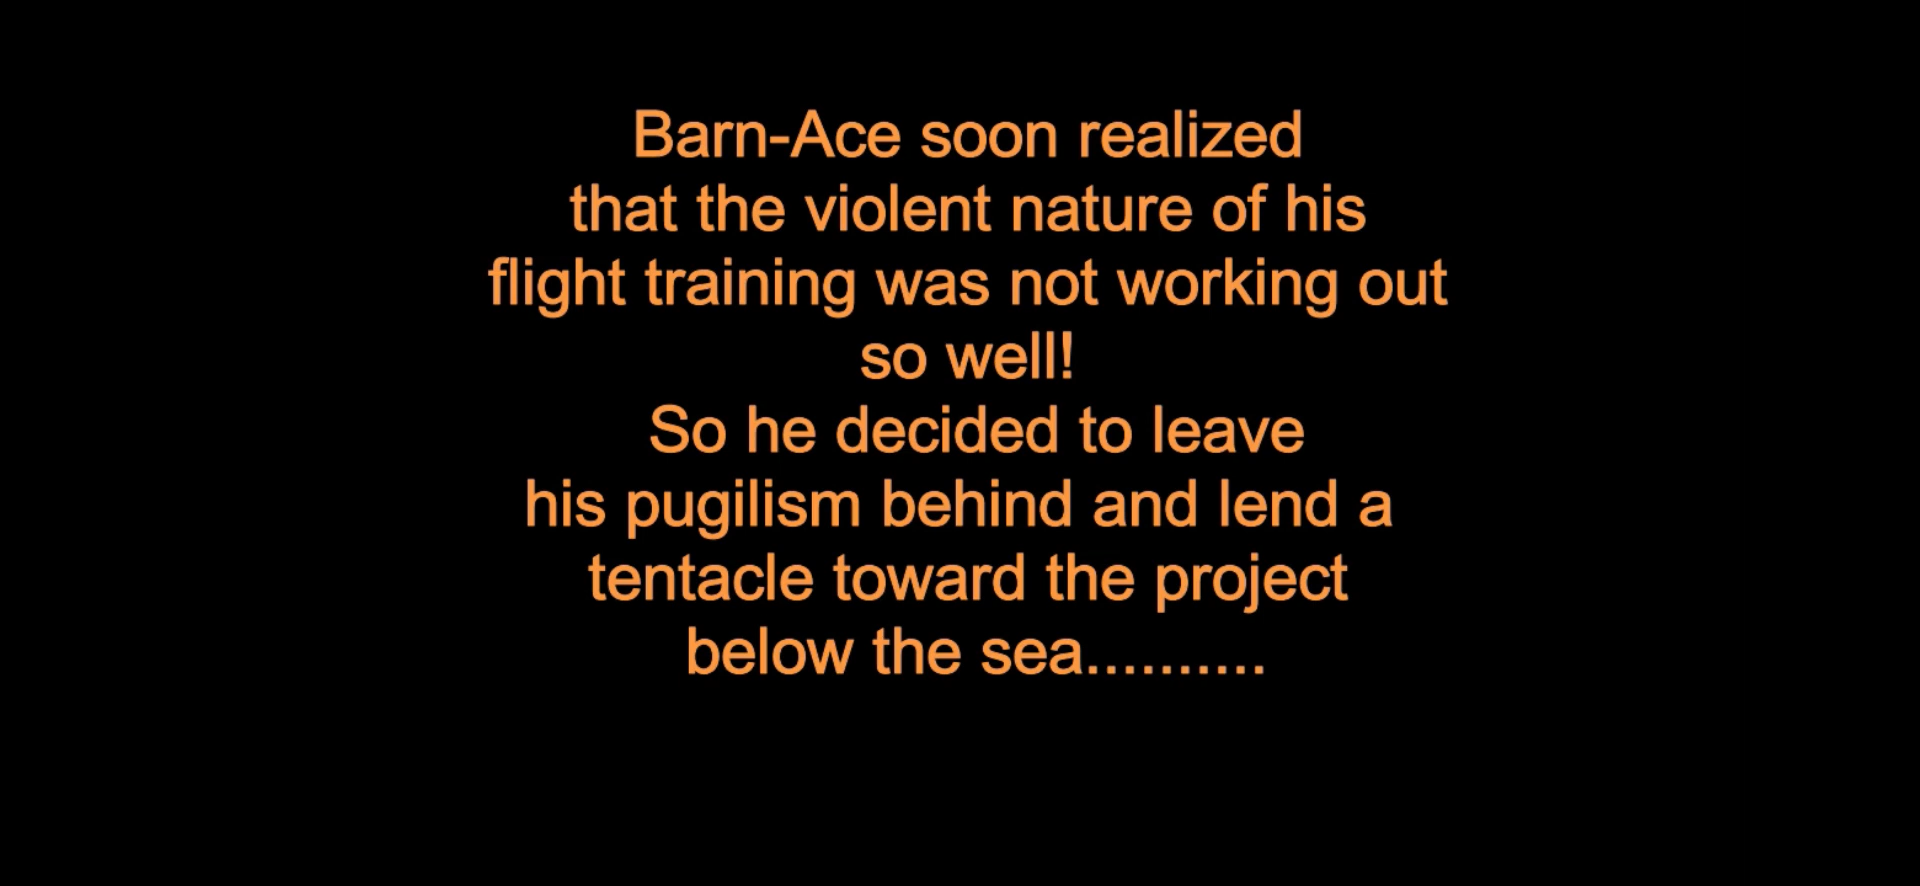 Barn-Ace soon realized
that the violent nature of his
flight training was not working out
so well!
So he decided to leave
his pugilism behind and lend a
tentacle toward the project
below the sea..........